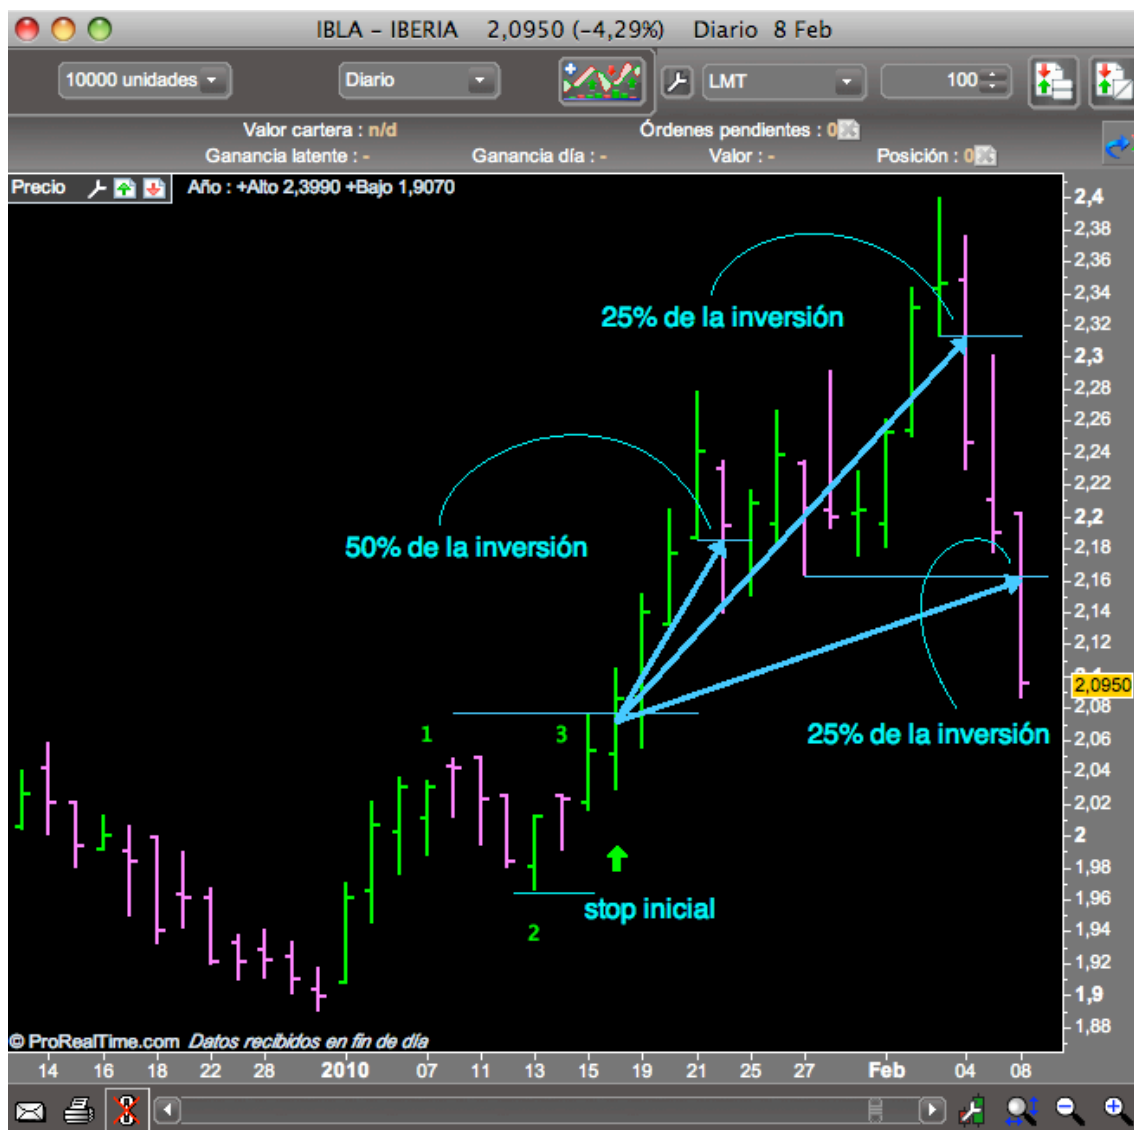 IBLA – IBERIA 2,0950 (-4,29%) Diario 8 Feb
10000 unidades Diario LMT 100
Valor cartera : n/d Órdenes pendientes : 0
Ganancia latente : - Ganancia día : - Valor : - Posición : 0
Precio Año : +Alto 2,3990 +Bajo 1,9070
2,4
2,38
2,36
2,34
25% de la inversión
2,32
2,3
2,28
2,26
2,24
2,22
2,2
50% de la inversión
2,18
2,16
2,14
2,12
2,0950
2,08
1 3 25% de la inversión
2,06
2,04
2,02
2
1,98
1,96
stop inicial
2 1,94
1,92
1,9
1,88
© ProRealTime.com Datos recibidos en fin de día
14 16 18 22 28 2010 07 11 13 15 19 21 25 27 Feb 04 08